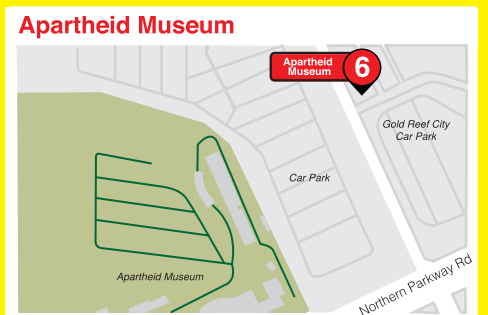 Apartheid Museum
Apartheid
Museum
6
Gold Reef City
Car Park
Car Park
Apartheid Museum
Northern Parkway Rd